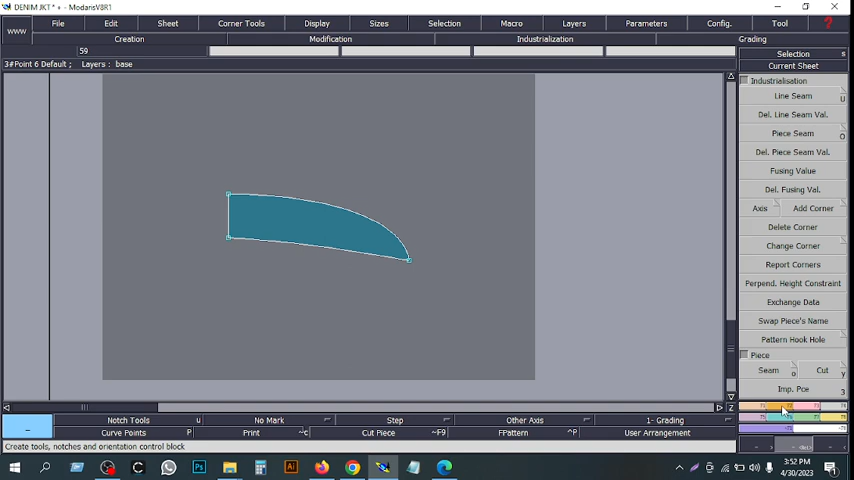 DENIM JKT * + - ModarisV8R1
www
File Edit Sheet Corner Tools Display Sizes Selection Macro Layers Parameters Config. Tool ?
Creation Modification Industrialization Grading
59
3#Point 6 Default ; Layers : base
Selection s
Current Sheet
Industrialisation
Line Seam U
Del. Line Seam Val.
Piece Seam O
Del. Piece Seam Val.
Fusing Value
Del. Fusing Val.
Axis Add Corner
Delete Corner
Change Corner
Report Corners
Perpend. Height Constraint
Exchange Data
Swap Piece's Name
Pattern Hook Hole
Piece
Seam o Cut y
Imp. Pce 3
Z
Notch Tools u No Mark Step Other Axis 1- Grading
Curve Points P Print ~c Cut Piece ~F9 FPattern ^P User Arrangement
Create tools, notches and orientation control block
3:52 PM
4/30/2023